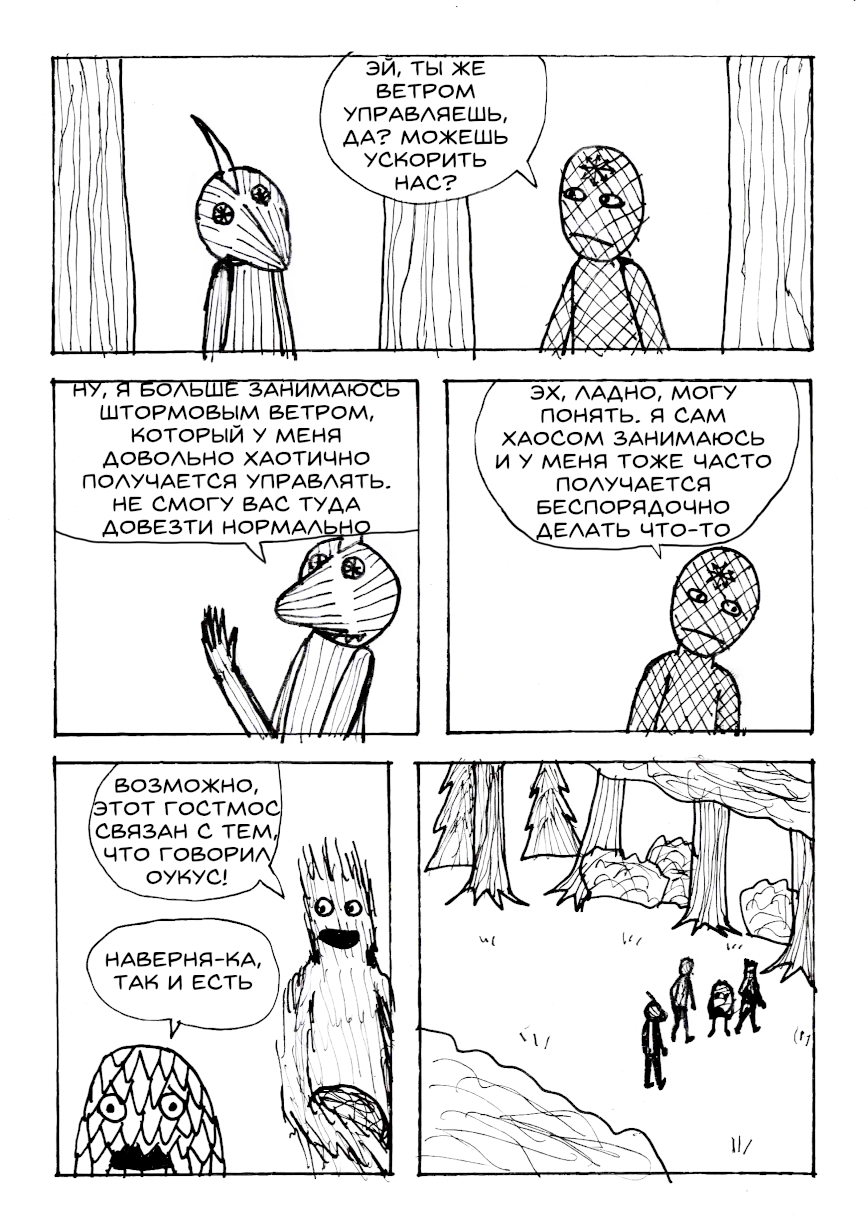 ЭЙ, ТЫ ЖЕ
ВЕТРОМ
УПРАВЛЯЕШЬ,
ДА? МОЖЕШЬ
УСКОРИТЬ
НАС?
НУ, Я БОЛЬШЕ ЗАНИМАЮСЬ
ШТОРМОВЫМ ВЕТРОМ,
КОТОРЫЙ У МЕНЯ
ДОВОЛЬНО ХАОТИЧНО
ПОЛУЧАЕТСЯ УПРАВЛЯТЬ.
НЕ СМОГУ ВАС ТУДА
ДОВЕЗТИ НОРМАЛЬНО
ЭХ, ЛАДНО, МОГУ
ПОНЯТЬ. Я САМ
ХАОСОМ ЗАНИМАЮСЬ
И У МЕНЯ ТОЖЕ ЧАСТО
ПОЛУЧАЕТСЯ
БЕСПОРЯДОЧНО
ДЕЛАТЬ ЧТО-ТО
ВОЗМОЖНО,
ЭТОТ ГОСТМОС
СВЯЗАН С ТЕМ,
ЧТО ГОВОРИЛ
ОУКУС!
НАВЕРНЯ-КА,
ТАК И ЕСТЬ